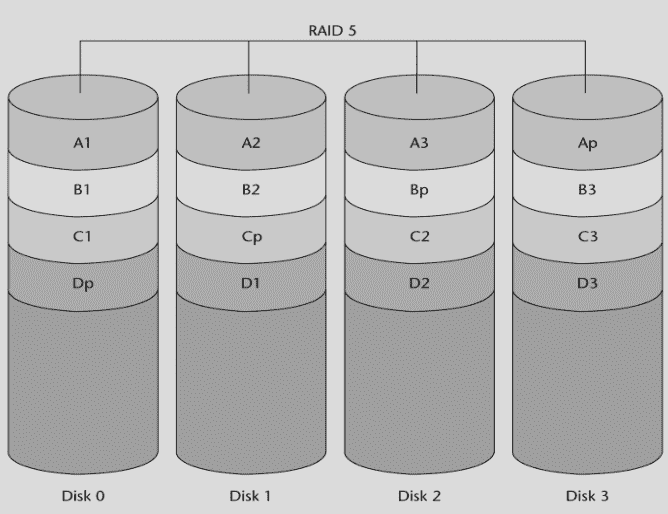 RAID 5
A1 A2 A3 Ap
B1 B2 Bp B3
C1 Cp C2 C3
Dp D1 D2 D3
Disk 0 Disk 1 Disk 2 Disk 3